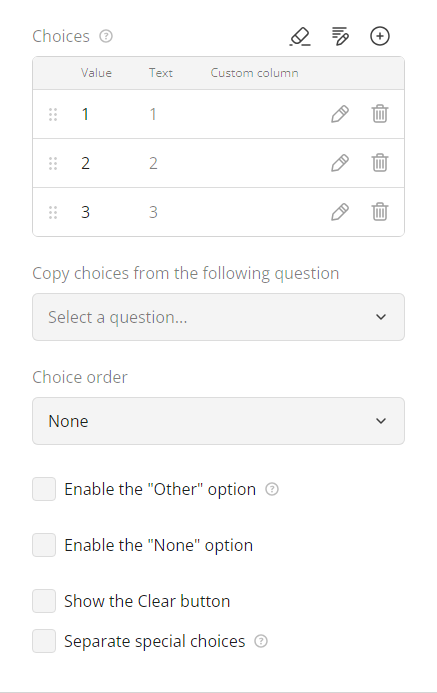 Choices
Value Text Custom column
1 1
2 2
3 3
Copy choices from the following question
Select a question...
Choice order
None
Enable the "Other" option
Enable the "None" option
Show the Clear button
Separate special choices